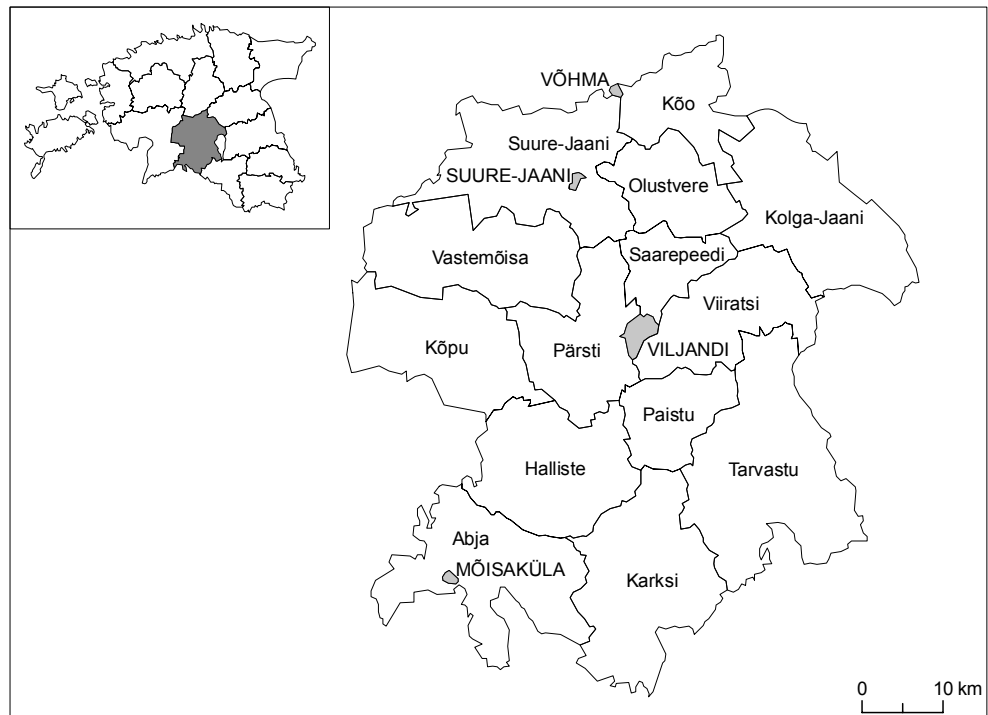 VÕHMA
Kõo
Suure-Jaani
SUURE-JAANI
Olustvere
Kolga-Jaani
Saarepeedi
Vastemõisa
Viiratsi
Kõpu
Pärsti
VILJANDI
Paistu
Halliste
Tarvastu
Abja
MÕISAKÜLA
Karksi
0 10 km